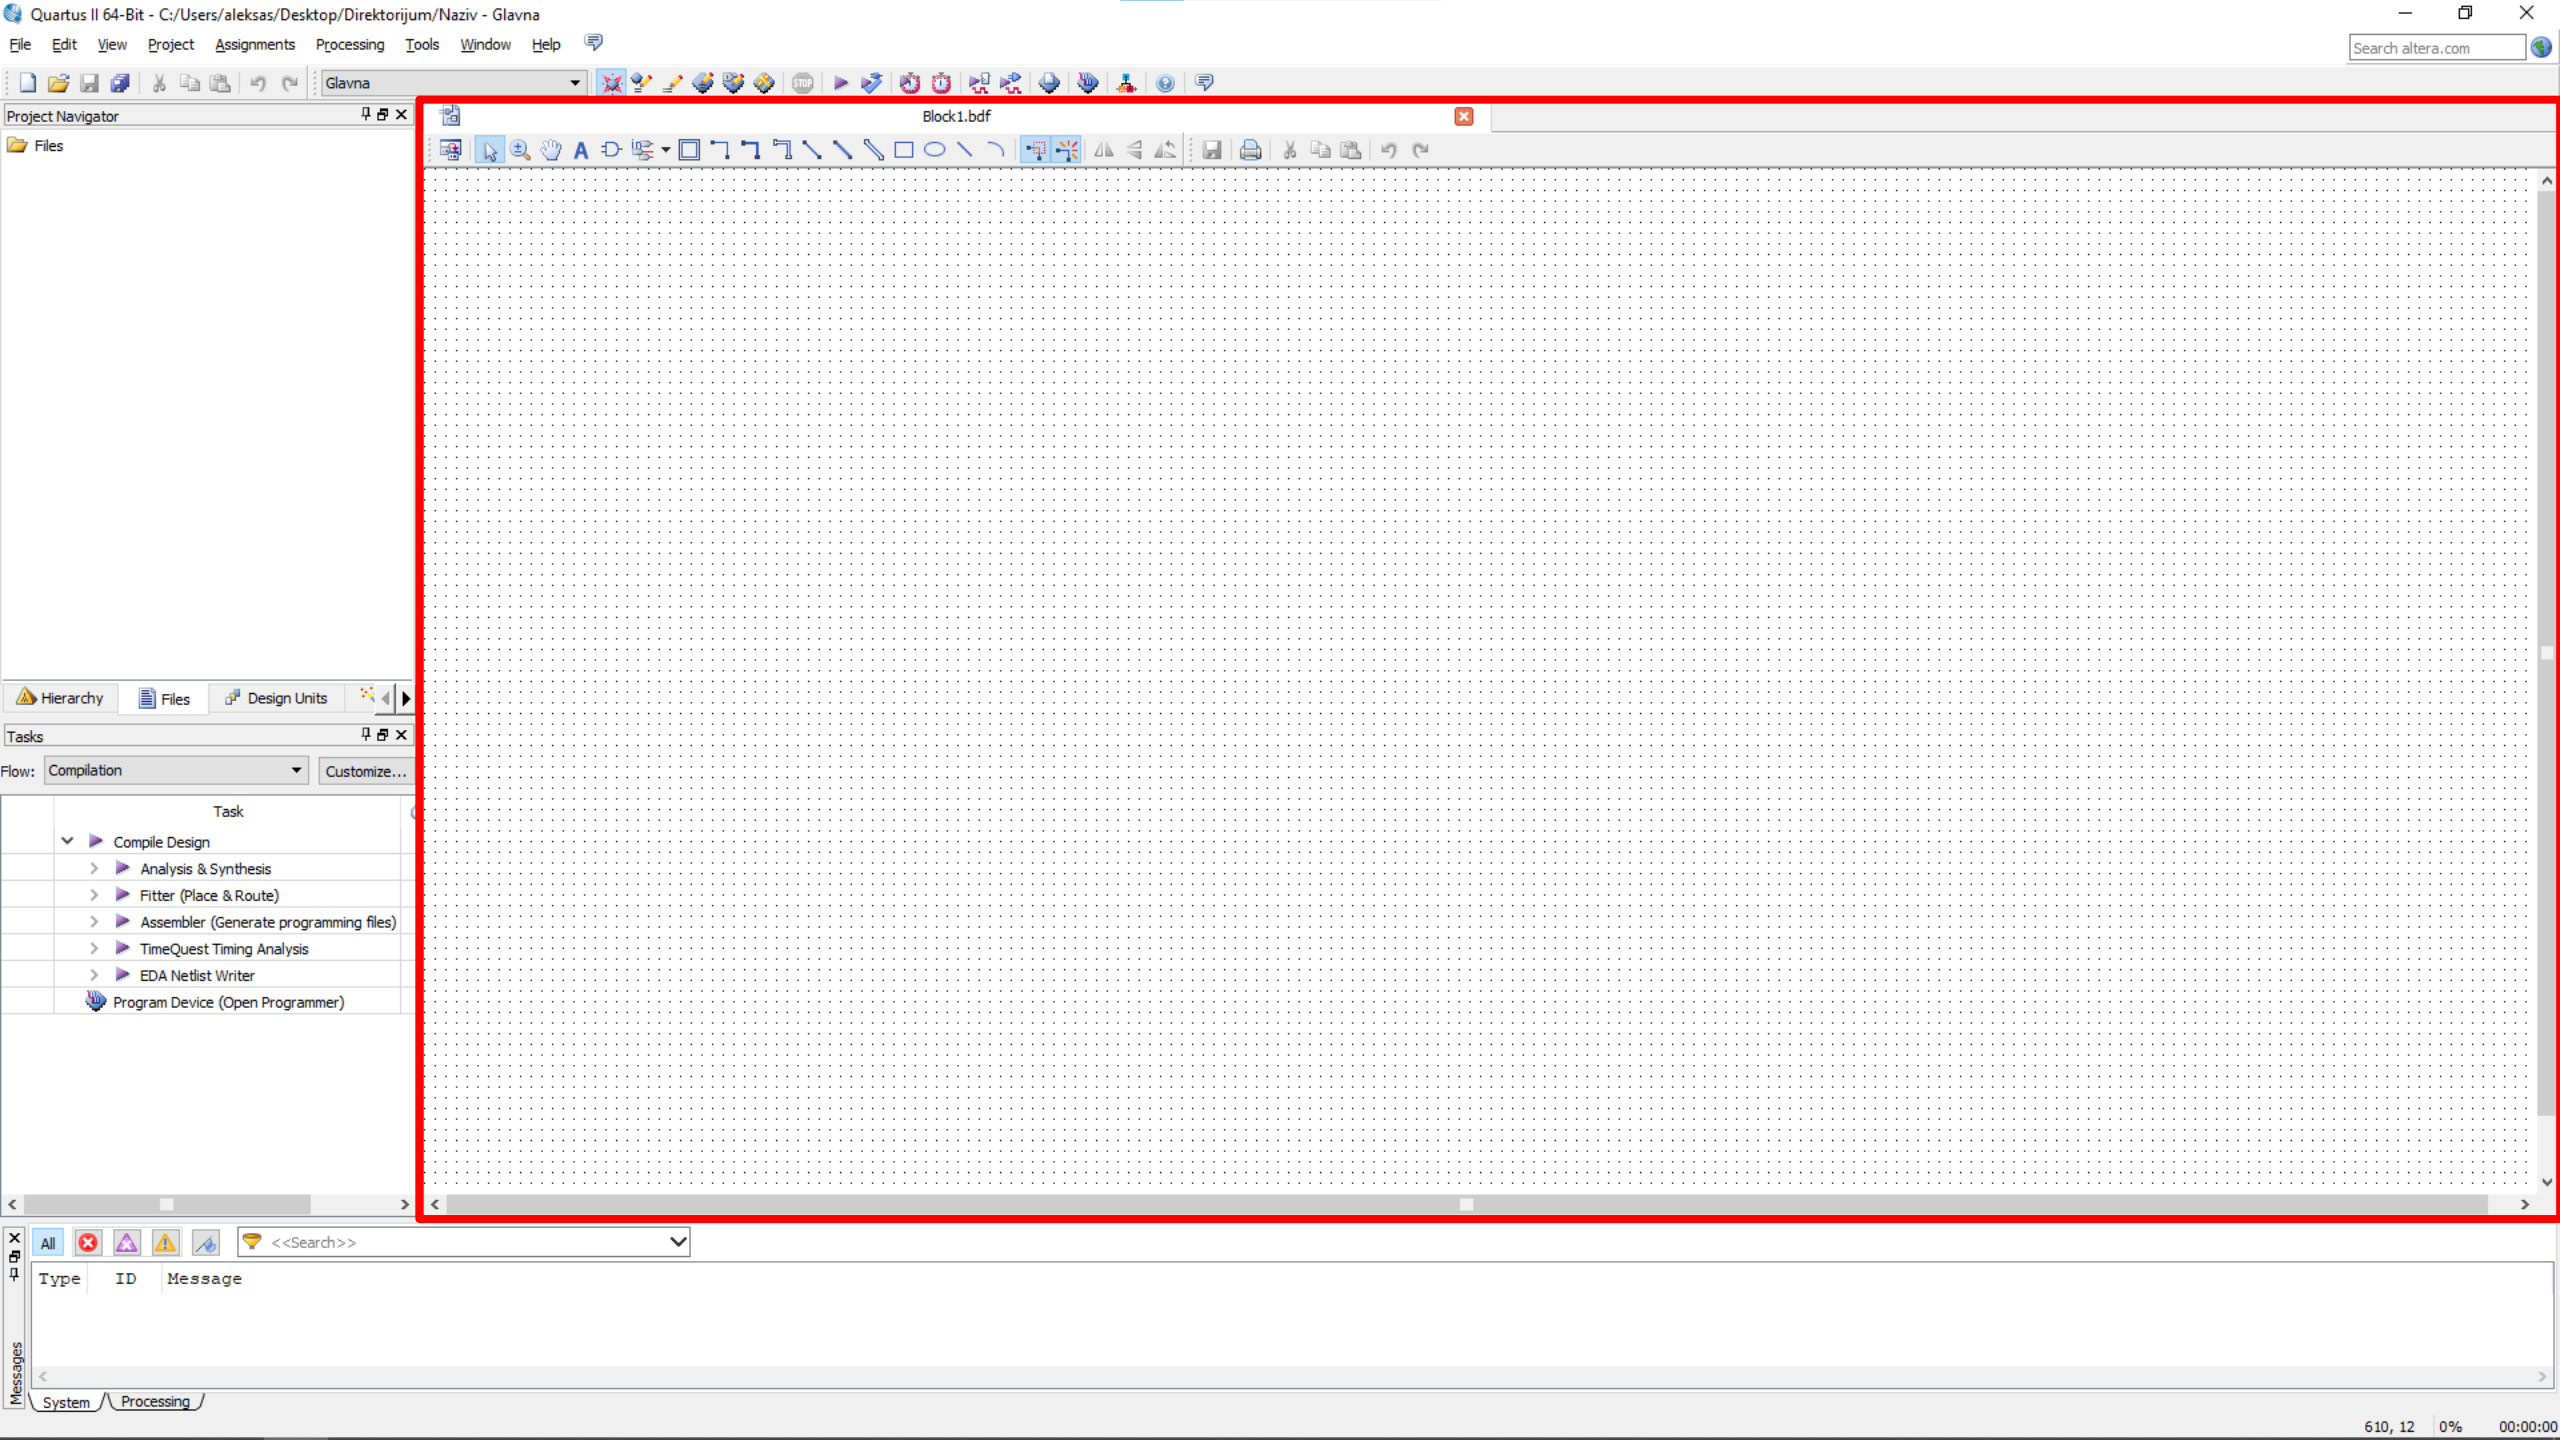 Quartus II 64-Bit - C:/Users/aleksas/Desktop/Direktorijum/Naziv - Glavna
File Edit View Project Assignments Processing Tools Window Help
Search altera.com
Glavna
STOP
Project Navigator
Files
Block1.bdf
A
Hierarchy Files Design Units
Tasks
Flow: Compilation Customize...
Task
Compile Design
Analysis & Synthesis
Fitter (Place & Route)
Assembler (Generate programming files)
TimeQuest Timing Analysis
EDA Netlist Writer
Program Device (Open Programmer)
All <<Search>>
Type ID Message
Messages
System Processing
610, 12 0% 00:00:00